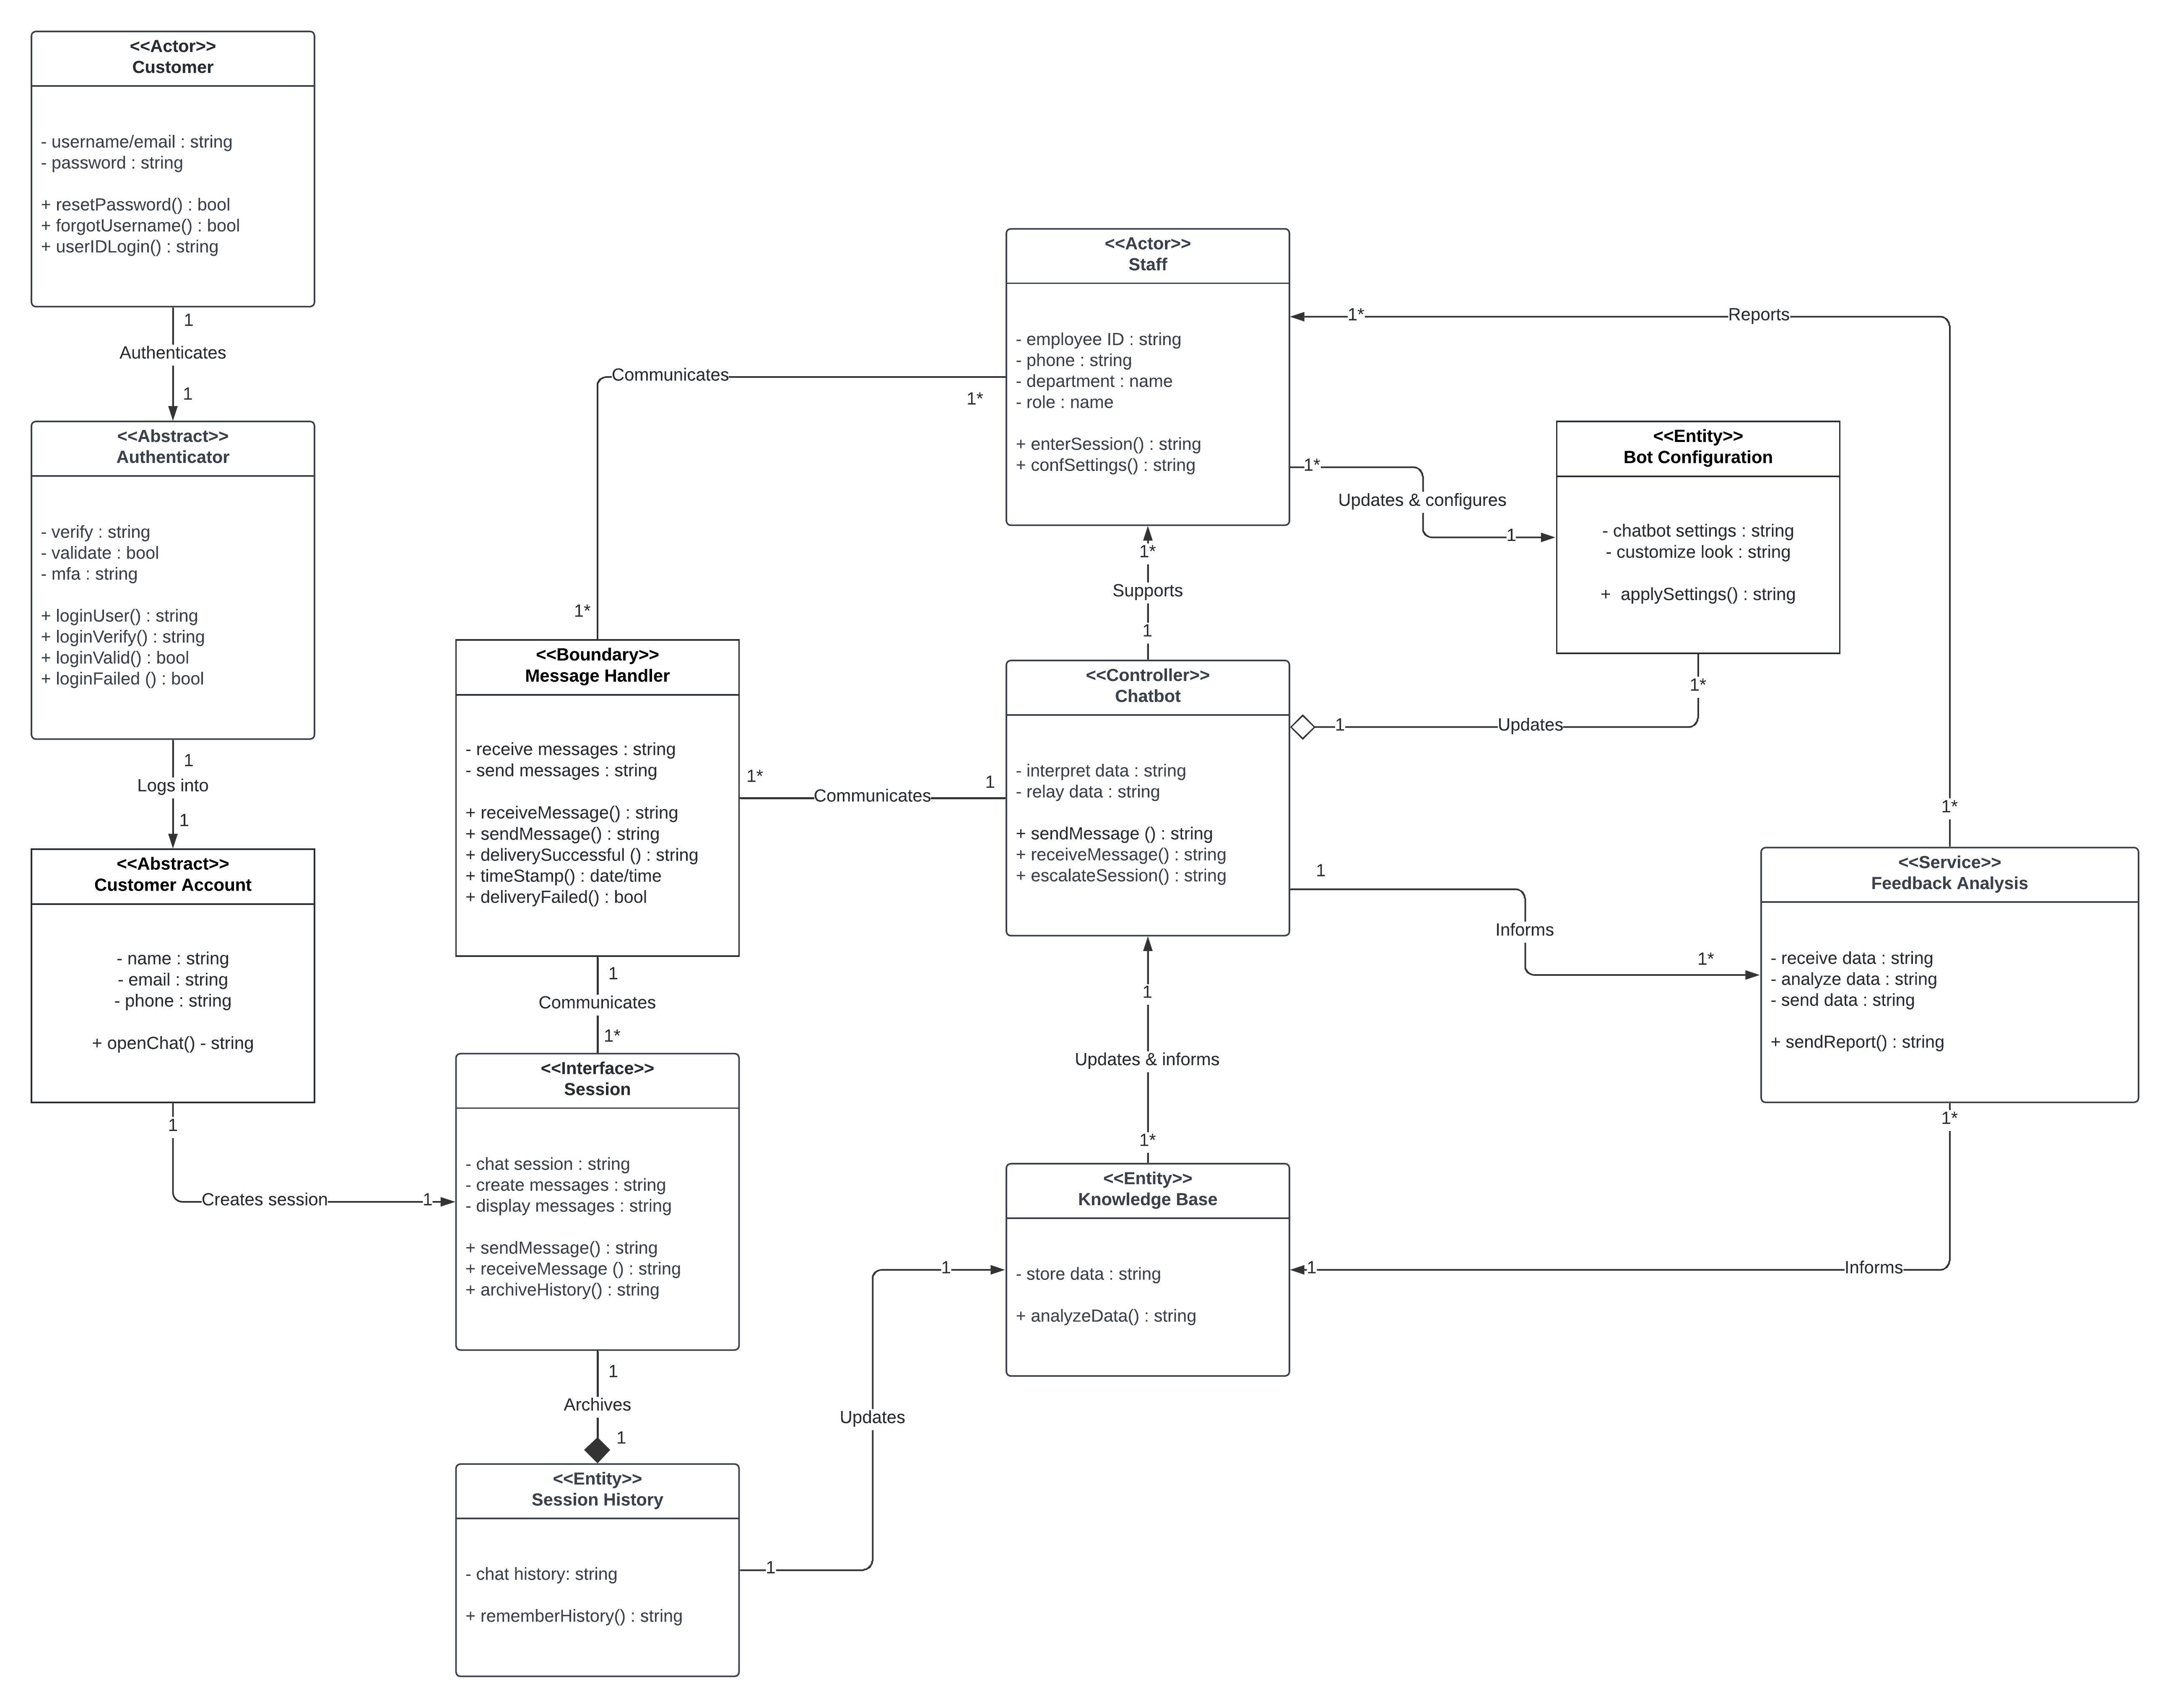 <<Actor>>
Customer
- username/email : string
- password : string
+ resetPassword() : bool
+ forgotUsername() : bool
+ userIDLogin() : string
1
Authenticates
1
<<Abstract>>
Authenticator
- verify : string
- validate : bool
- mfa : string
+ loginUser() : string
+ loginVerify() : string
+ loginValid() : bool
+ loginFailed () : bool
1
Logs into
1
<<Abstract>>
Customer Account
- name : string
- email : string
- phone : string
+ openChat() - string
1
Creates session
1
<<Boundary>>
Message Handler
- receive messages : string
- send messages : string
+ receiveMessage() : string
+ sendMessage() : string
+ deliverySuccessful () : string
+ timeStamp() : date/time
+ deliveryFailed() : bool
1
Communicates
1*
<<Interface>>
Session
- chat session : string
- create messages : string
- display messages : string
+ sendMessage() : string
+ receiveMessage () : string
+ archiveHistory() : string
1
Archives
1
<<Entity>>
Session History
- chat history: string
+ rememberHistory() : string
1
Updates
1
Communicates
1*
1*
1*
Communicates
1
<<Actor>>
Staff
- employee ID : string
- phone : string
- department : name
- role : name
+ enterSession() : string
+ confSettings() : string
1*
Supports
1
<<Controller>>
Chatbot
- interpret data : string
- relay data : string
+ sendMessage () : string
+ receiveMessage() : string
+ escalateSession() : string
1
Updates & informs
1*
<<Entity>>
Knowledge Base
- store data : string
+ analyzeData() : string
1*
Reports
1*
1*
Updates & configures
1
<<Entity>>
Bot Configuration
- chatbot settings : string
- customize look : string
+  applySettings() : string
1*
Updates
1
1
Informs
1*
<<Service>>
Feedback Analysis
- receive data : string
- analyze data : string
- send data : string
+ sendReport() : string
1*
Informs
1